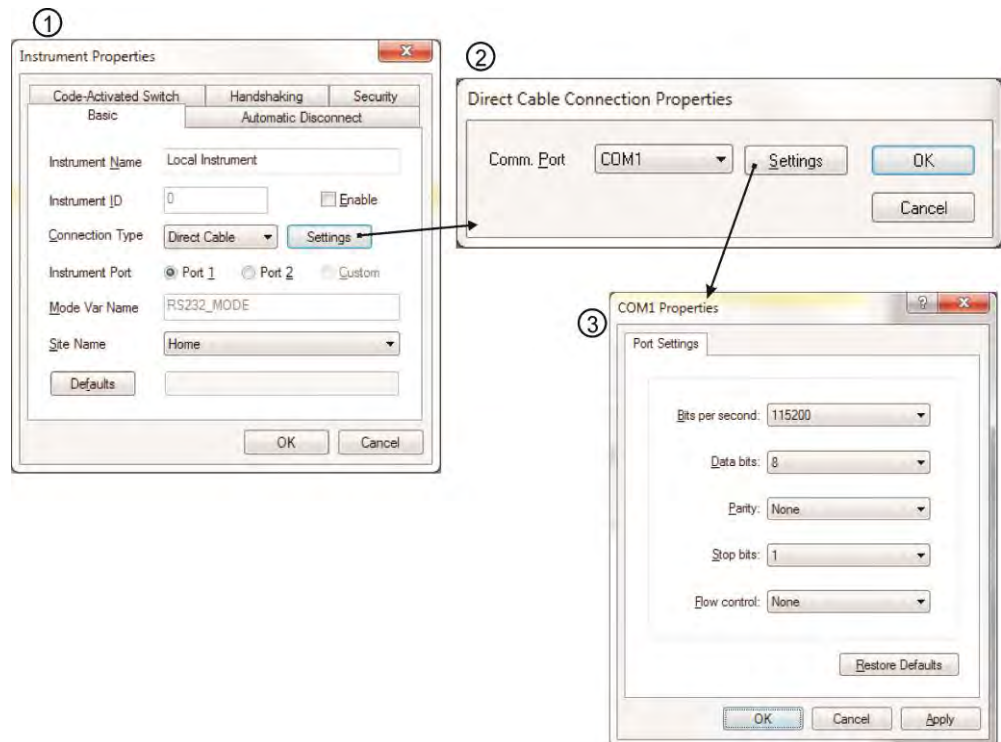 1
Instrument Properties
Code-Activated Switch Handshaking Security
Basic Automatic Disconnect
Instrument Name Local Instrument
Instrument ID 0 Enable
Connection Type Direct Cable Settings
Instrument Port Port 1 Port 2 Custom
Mode Var Name RS232_MODE
Site Name Home
Defaults
OK Cancel
2
Direct Cable Connection Properties
Comm. Port COM1 Settings OK
Cancel
3
COM1 Properties ?
Port Settings
Bits per second: 115200
Data bits: 8
Parity: None
Stop bits: 1
Flow control: None
Restore Defaults
OK Cancel Apply